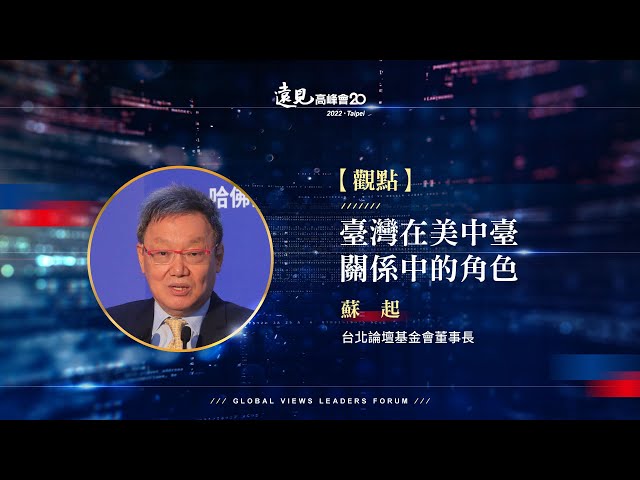 遠見高峰會20
2022 · Taipei
哈佛
【觀點】
///////
臺灣在美中臺
關係中的角色
蘇 起
台北論壇基金會董事長
/// GLOBAL VIEWS LEADERS FORUM ///